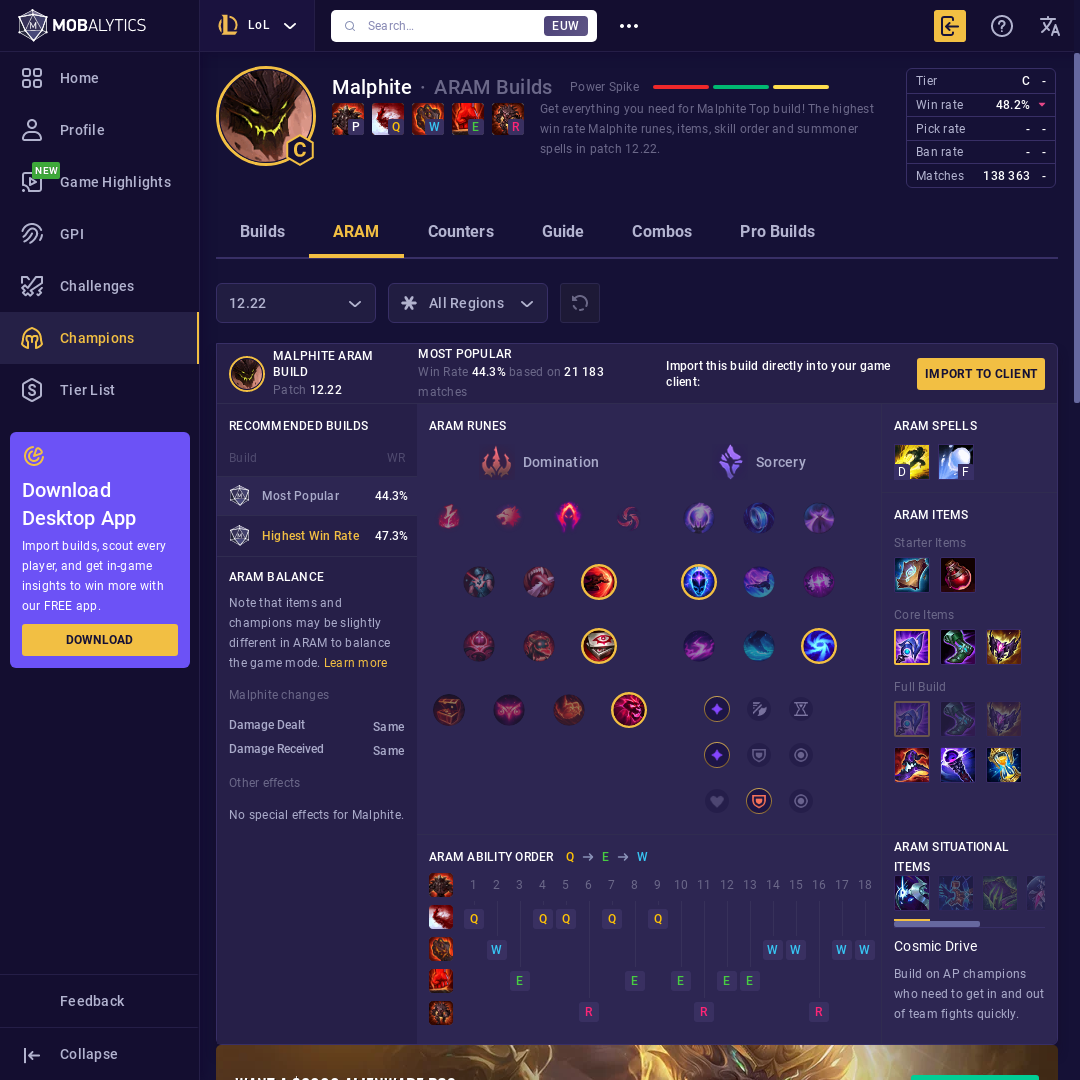 MOBALYTICS
LoL
Search...
EUW
Home
Profile
NEW
Game Highlights
GPI
Challenges
Champions
Tier List
Download
Desktop App
Import builds, scout every
player, and get in-game
insights to win more with
our FREE app.
DOWNLOAD
Feedback
Collapse
C
Malphite · ARAM Builds
Power Spike
P Q W E R
Get everything you need for Malphite Top build! The highest
win rate Malphite runes, items, skill order and summoner
spells in patch 12.22.
Tier C -
Win rate 48.2%
Pick rate - -
Ban rate - -
Matches 138 363 -
Builds ARAM Counters Guide Combos Pro Builds
12.22
All Regions
MALPHITE ARAM
BUILD
Patch 12.22
MOST POPULAR
Win Rate 44.3% based on 21 183
matches
Import this build directly into your game
client:
IMPORT TO CLIENT
RECOMMENDED BUILDS
Build WR
Most Popular 44.3%
Highest Win Rate 47.3%
ARAM BALANCE
Note that items and
champions may be slightly
different in ARAM to balance
the game mode. Learn more
Malphite changes
Damage Dealt Same
Damage Received Same
Other effects
No special effects for Malphite.
ARAM RUNES
Domination
Sorcery
ARAM SPELLS
D F
ARAM ITEMS
Starter Items
Core Items
Full Build
ARAM ABILITY ORDER Q E W
1 2 3 4 5 6 7 8 9 10 11 12 13 14 15 16 17 18
Q Q Q Q Q
W W W W W
E E E E E
R R R
ARAM SITUATIONAL
ITEMS
Cosmic Drive
Build on AP champions
who need to get in and out
of team fights quickly.